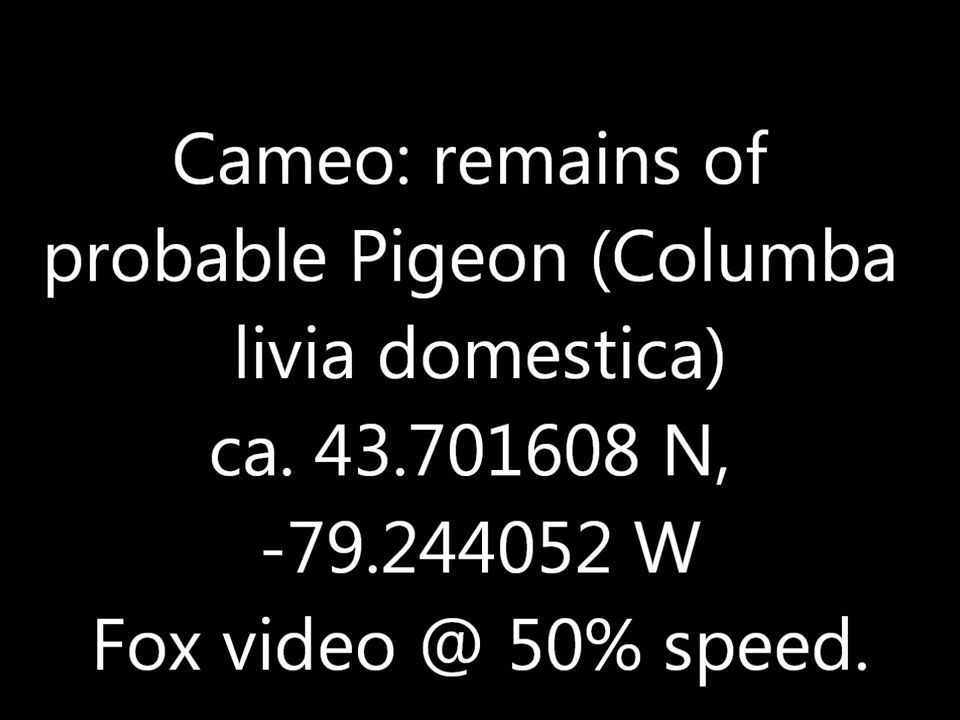 Cameo: remains of
probable Pigeon (Columba
livia domestica)
ca. 43.701608 N,
-79.244052 W
Fox video @ 50% speed.